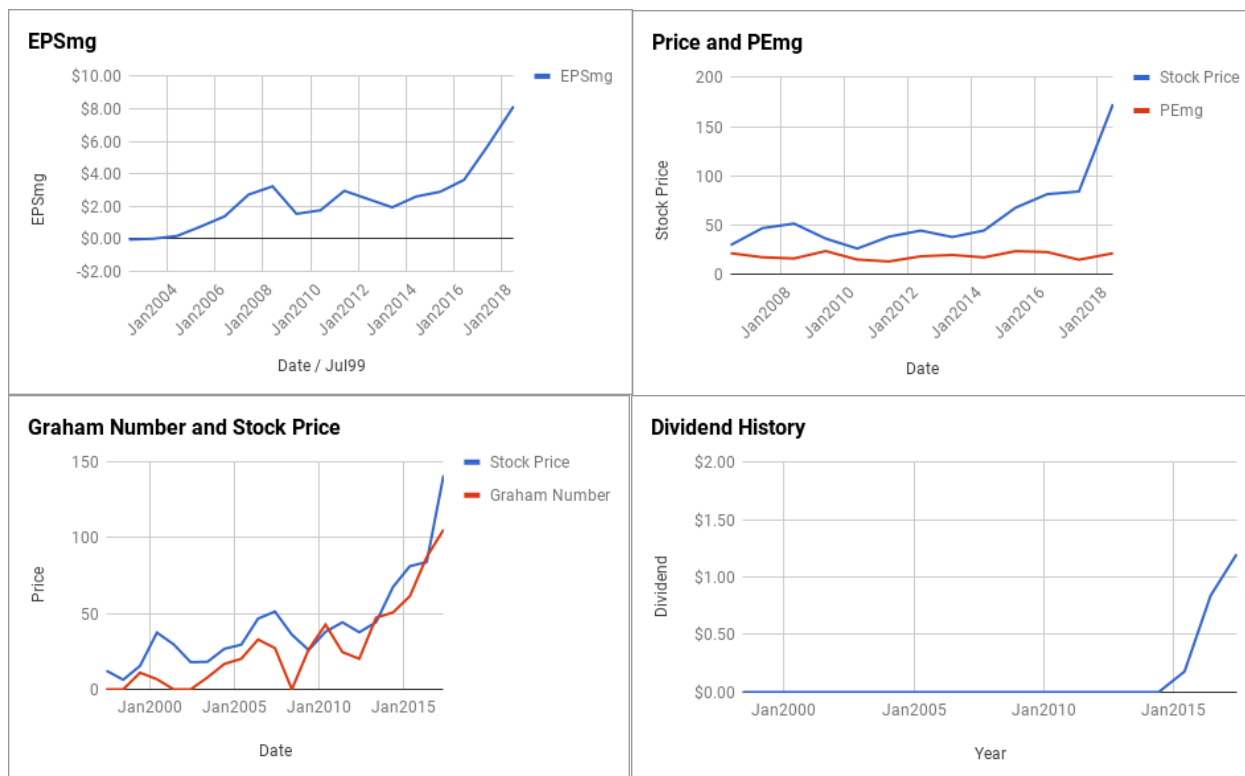 EPSmg
$10.00
$8.00
$6.00
$4.00
$2.00
$0.00
-$2.00
EPSmg
EPSmg
Jan2004
Jan2006
Jan2008
Jan2010
Jan2012
Jan2014
Jan2016
Jan2018
Date / Jul99
Price and PEmg
200
150
100
50
0
Stock Price
Stock Price
PEmg
Jan2008
Jan2010
Jan2012
Jan2014
Jan2016
Jan2018
Date
Graham Number and Stock Price
150
100
50
0
Price
Stock Price
Graham Number
Jan2000
Jan2005
Jan2010
Jan2015
Date
Dividend History
$2.00
$1.50
$1.00
$0.50
$0.00
Dividend
Jan2000
Jan2005
Jan2010
Jan2015
Year